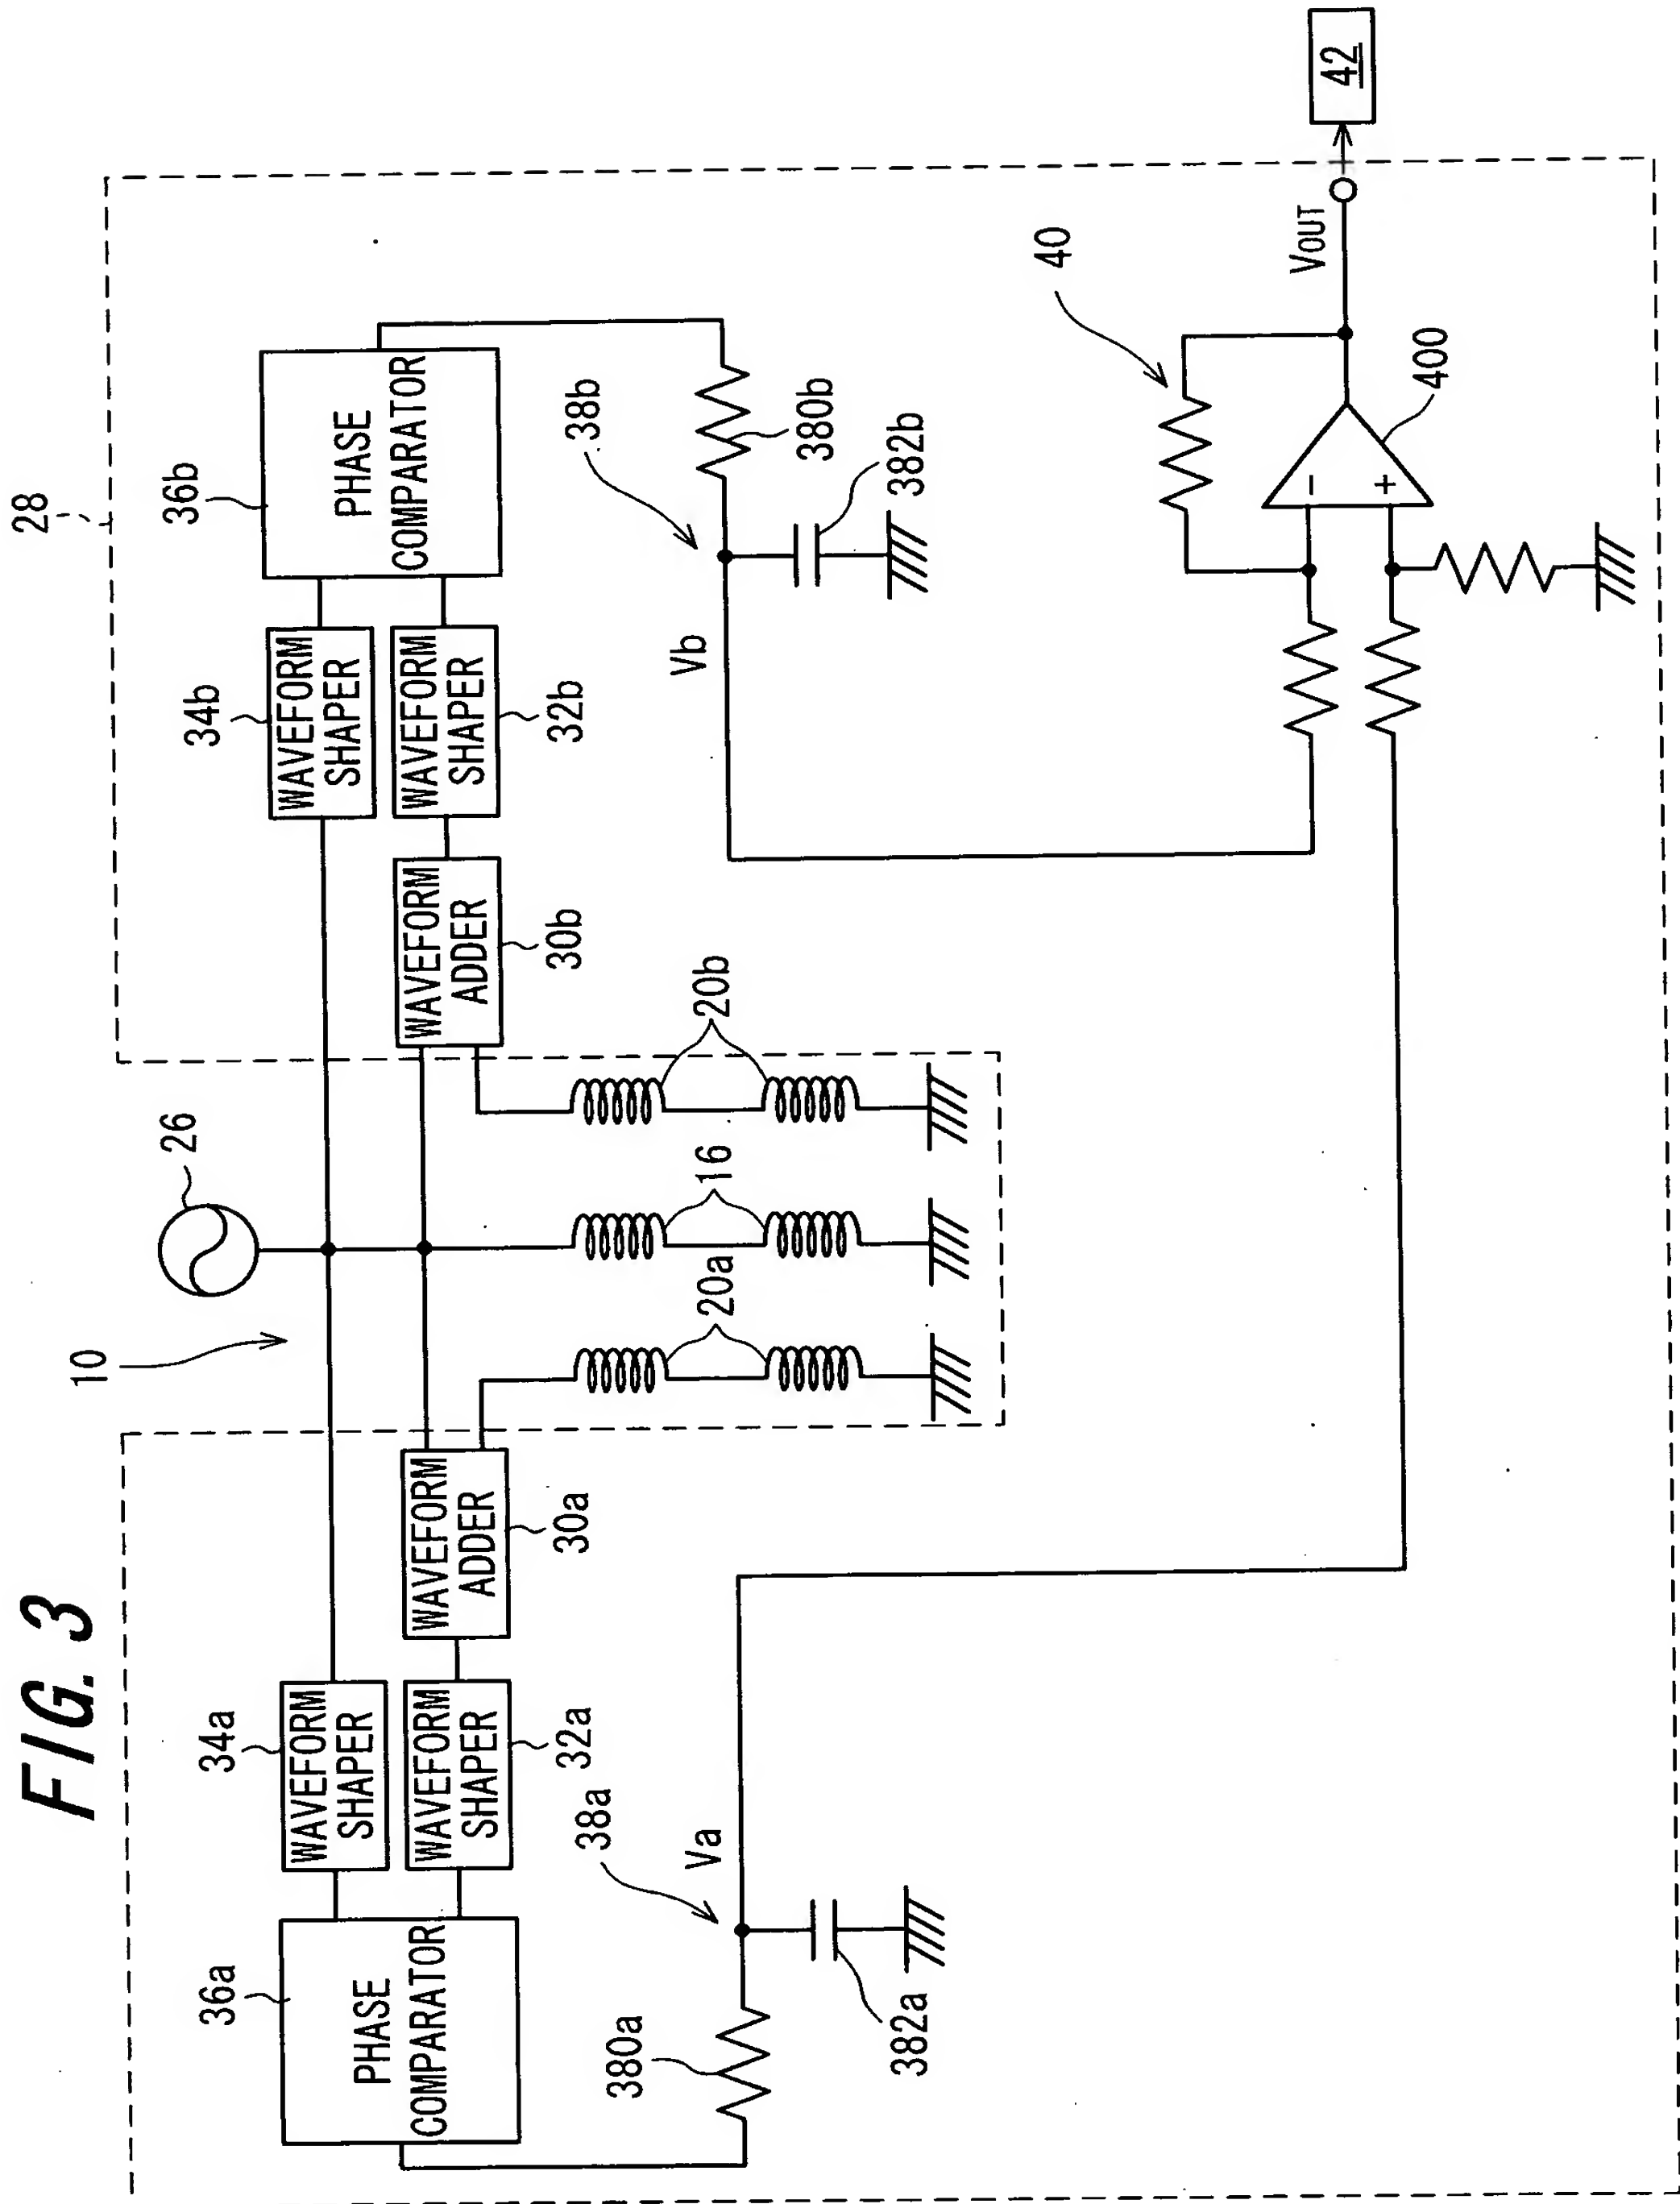 FIG. 3
10
26
28
34a
WAVEFORM
SHAPER
34b
WAVEFORM
SHAPER
36a
PHASE
COMPARATOR
36b
PHASE
COMPARATOR
WAVEFORM
SHAPER
32a
WAVEFORM
ADDER
30a
WAVEFORM
ADDER
30b
WAVEFORM
SHAPER
32b
20a
16
20b
38a
380a
Va
382a
38b
380b
Vb
382b
40
400
VOUT
42
-
+